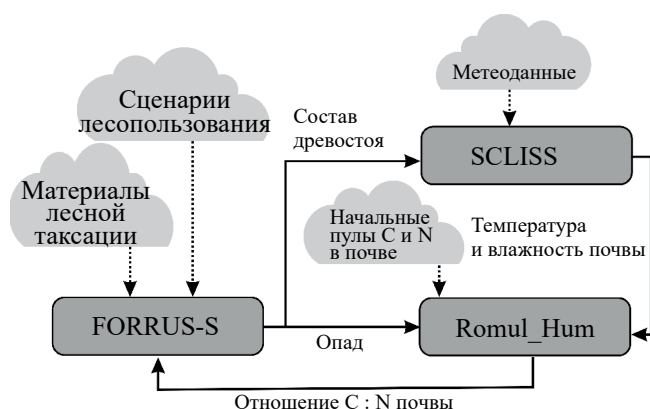 Метеоданные
Сценарии
лесопользования
Состав
древостоя
SCLISS
Материалы
лесной
таксации
Начальные
пулы C и N
в почве
Температура
и влажность почвы
FORRUS-S
Опад
Romul_Hum
Отношение C : N почвы